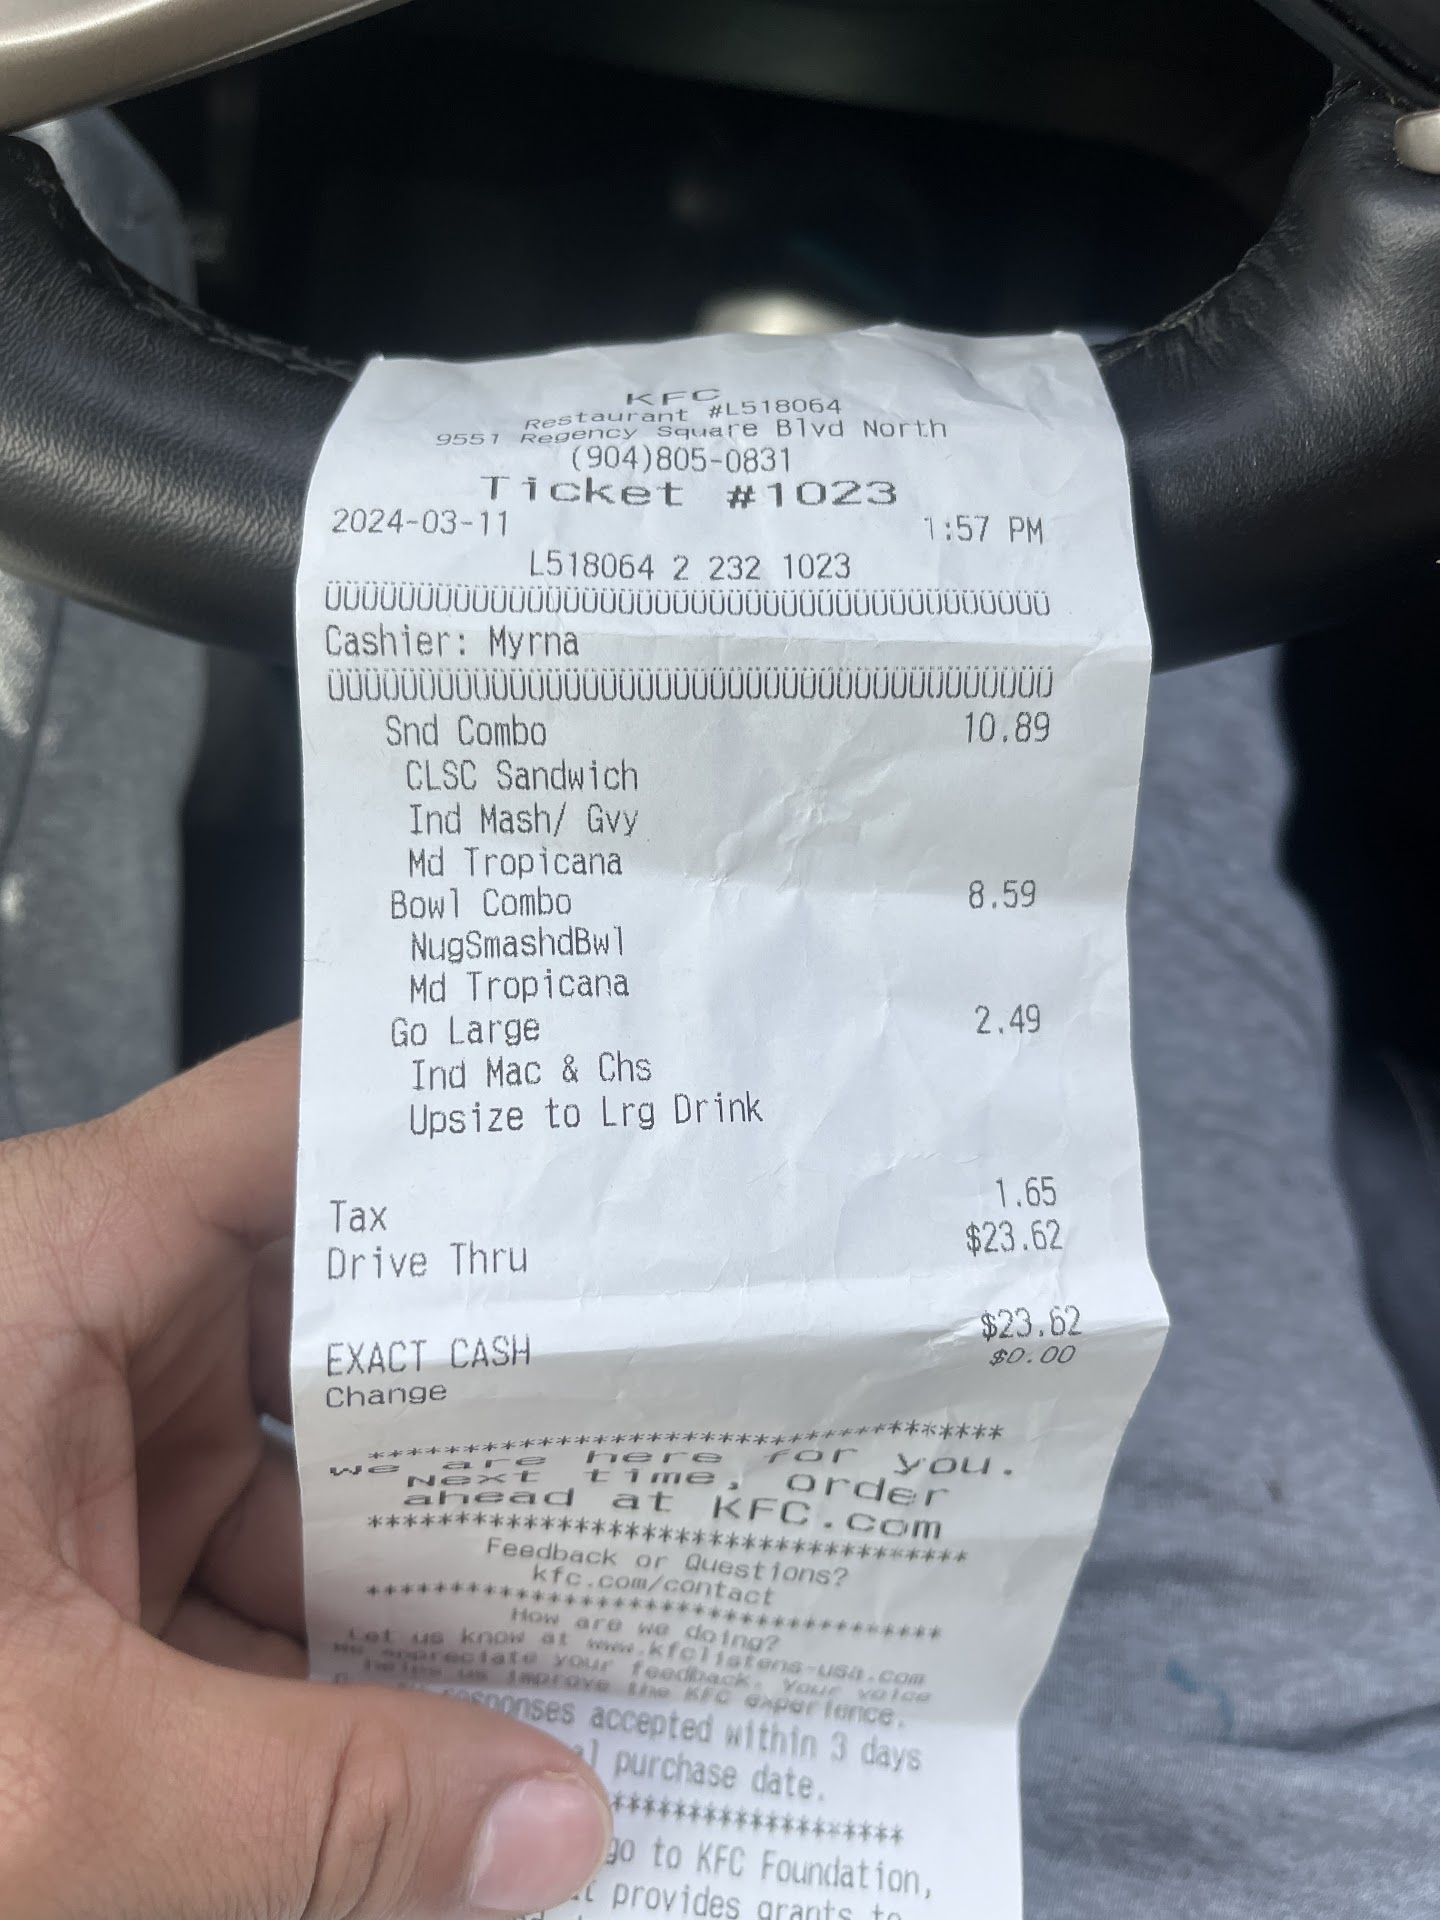 KFC
Restaurant #L518064
9551 Regency Square Blvd North
(904)805-0831
Ticket #1023
2024-03-11 1:57 PM
L518064 2 232 1023
ÜÜÜÜÜÜÜÜÜÜÜÜÜÜÜÜÜÜÜÜÜÜÜÜÜÜÜÜÜÜÜÜÜÜÜÜÜÜÜÜ
Cashier: Myrna
ÜÜÜÜÜÜÜÜÜÜÜÜÜÜÜÜÜÜÜÜÜÜÜÜÜÜÜÜÜÜÜÜÜÜÜÜÜÜÜÜ
Snd Combo 10.89
CLSC Sandwich
Ind Mash/ Gvy
Md Tropicana
Bowl Combo 8.59
NugSmashdBwl
Md Tropicana
Go Large 2.49
Ind Mac & Chs
Upsize to Lrg Drink
Tax 1.65
Drive Thru $23.62
EXACT CASH $23.62
Change $0.00
***********************************
We are here for you.
Next time, Order
ahead at KFC.com
***********************************
Feedback or Questions?
kfc.com/contact
***********************************
How are we doing?
Let us know at www.kfclistens-usa.com
We appreciate your feedback. Your voice
helps us improve the KFC experience.
responses accepted within 3 days
purchase date.
******************
go to KFC Foundation,
provides grants to